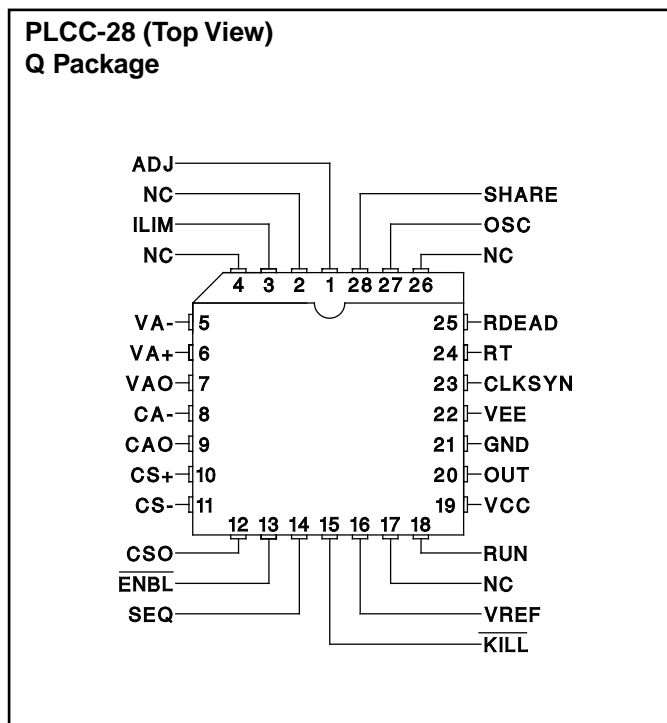 PLCC-28 (Top View)
Q Package
ADJ
NC
SHARE
ILIM
OSC
NC
NC
4 3 2 1 28 27 26
VA- 5
25 RDEAD
VA+ 6
24 RT
VAO 7
23 CLKSYN
CA- 8
22 VEE
CAO 9
21 GND
CS+ 10
20 OUT
CS- 11
19 VCC
12 13 14 15 16 17 18
CSO
RUN
ENBL
NC
SEQ
VREF
KILL